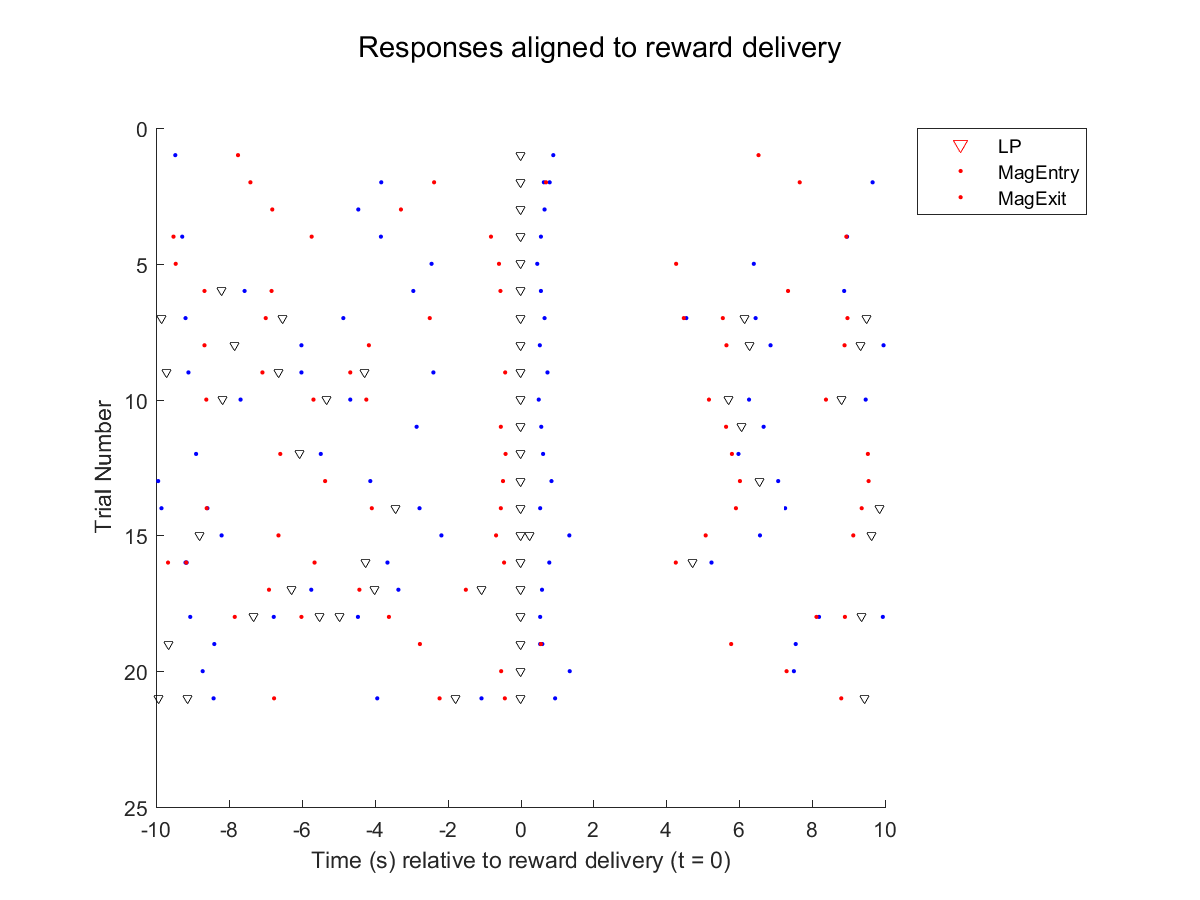 Responses aligned to reward delivery
LP
MagEntry
MagExit
0
5
10
15
20
25
Trial Number
-10 -8 -6 -4 -2 0 2 4 6 8 10
Time (s) relative to reward delivery (t = 0)